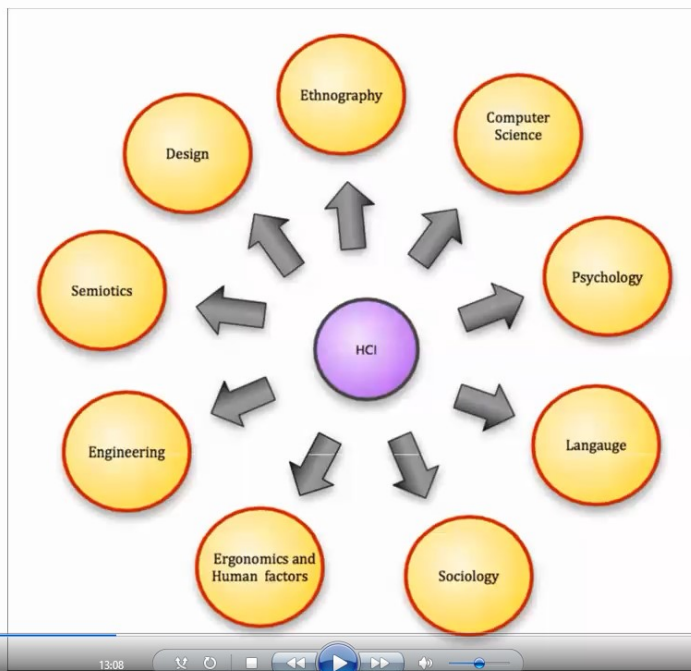 Ethnography
Computer
Science
Design
Psychology
Semiotics
HCI
Langauge
Engineering
Ergonomics and
Human factors
Sociology
13:08